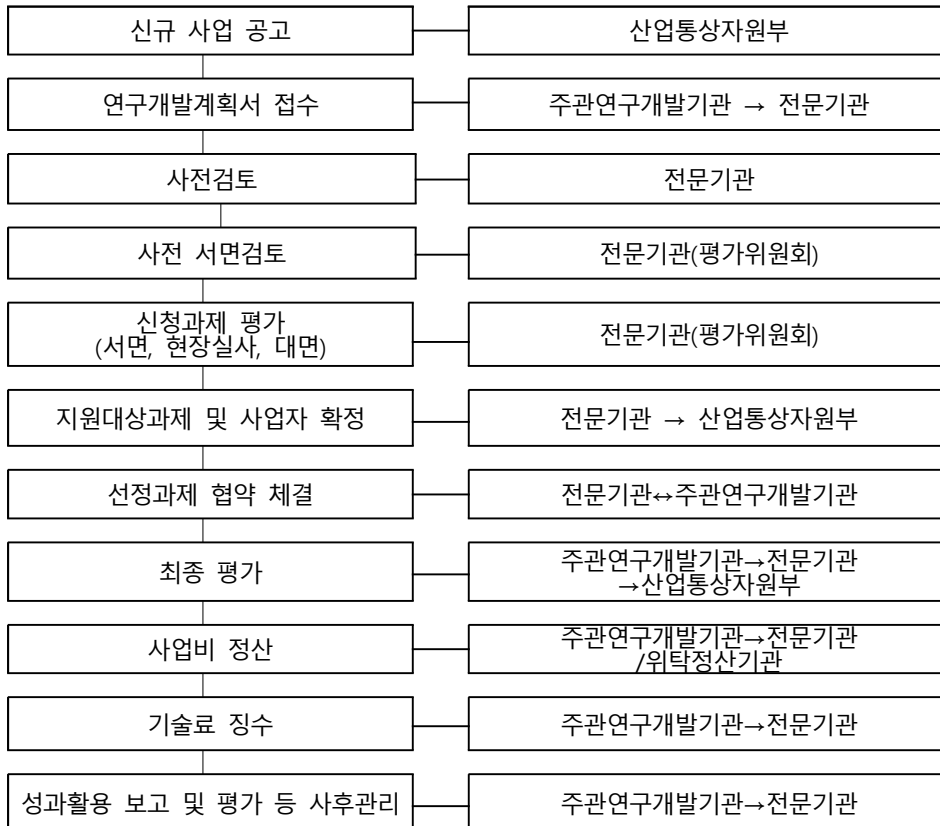 신규 사업 공고
산업통상자원부
연구개발계획서 접수
주관연구개발기관 → 전문기관
사전검토
전문기관
사전 서면검토
전문기관(평가위원회)
신청과제 평가
(서면, 현장실사, 대면)
전문기관(평가위원회)
지원대상과제 및 사업자 확정
전문기관 → 산업통상자원부
선정과제 협약 체결
전문기관↔주관연구개발기관
최종 평가
주관연구개발기관→전문기관
→산업통상자원부
사업비 정산
주관연구개발기관→전문기관
/위탁정산기관
기술료 징수
주관연구개발기관→전문기관
성과활용 보고 및 평가 등 사후관리
주관연구개발기관→전문기관